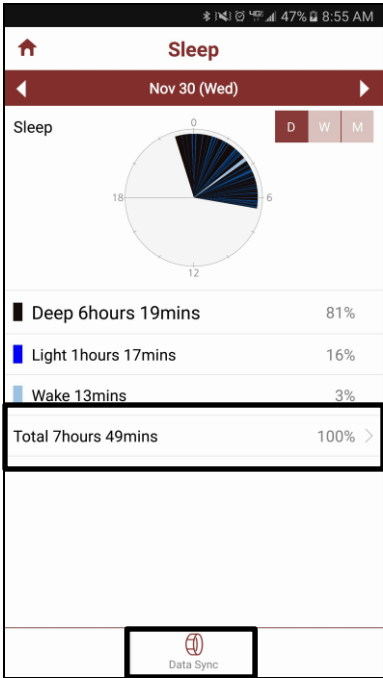 47% 8:55 AM
Sleep
Nov 30 (Wed)
Sleep
D W M
0
18
6
12
Deep 6hours 19mins 81%
Light 1hours 17mins 16%
Wake 13mins 3%
Total 7hours 49mins 100%
Data Sync